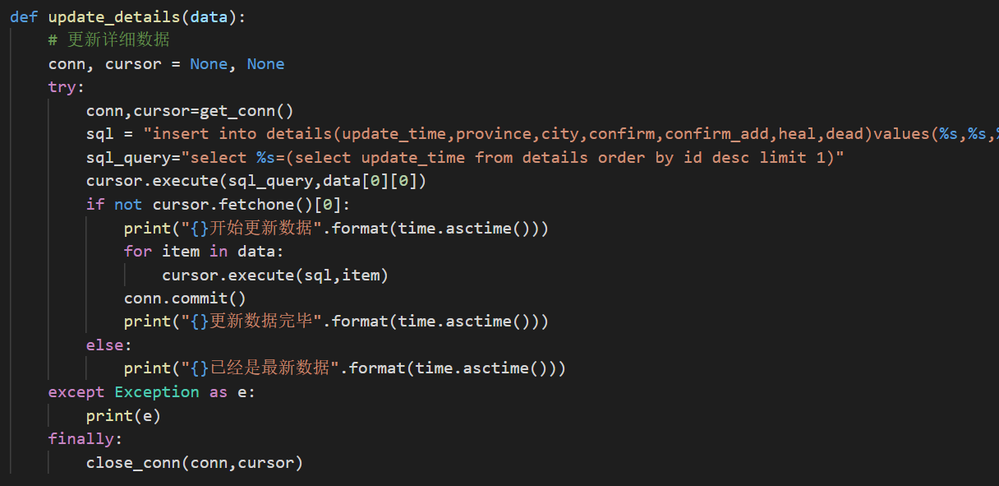 def update_details(data):
    # 更新详细数据
    conn, cursor = None, None
    try:
        conn,cursor=get_conn()
        sql = "insert into details(update_time,province,city,confirm,confirm_add,heal,dead)values(%s,%s,%
        sql_query="select %s=(select update_time from details order by id desc limit 1)"
        cursor.execute(sql_query,data[0][0])
        if not cursor.fetchone()[0]:
            print("{}开始更新数据".format(time.asctime()))
            for item in data:
                cursor.execute(sql,item)
            conn.commit()
            print("{}更新数据完毕".format(time.asctime()))
        else:
            print("{}已经是最新数据".format(time.asctime()))
    except Exception as e:
        print(e)
    finally:
        close_conn(conn,cursor)